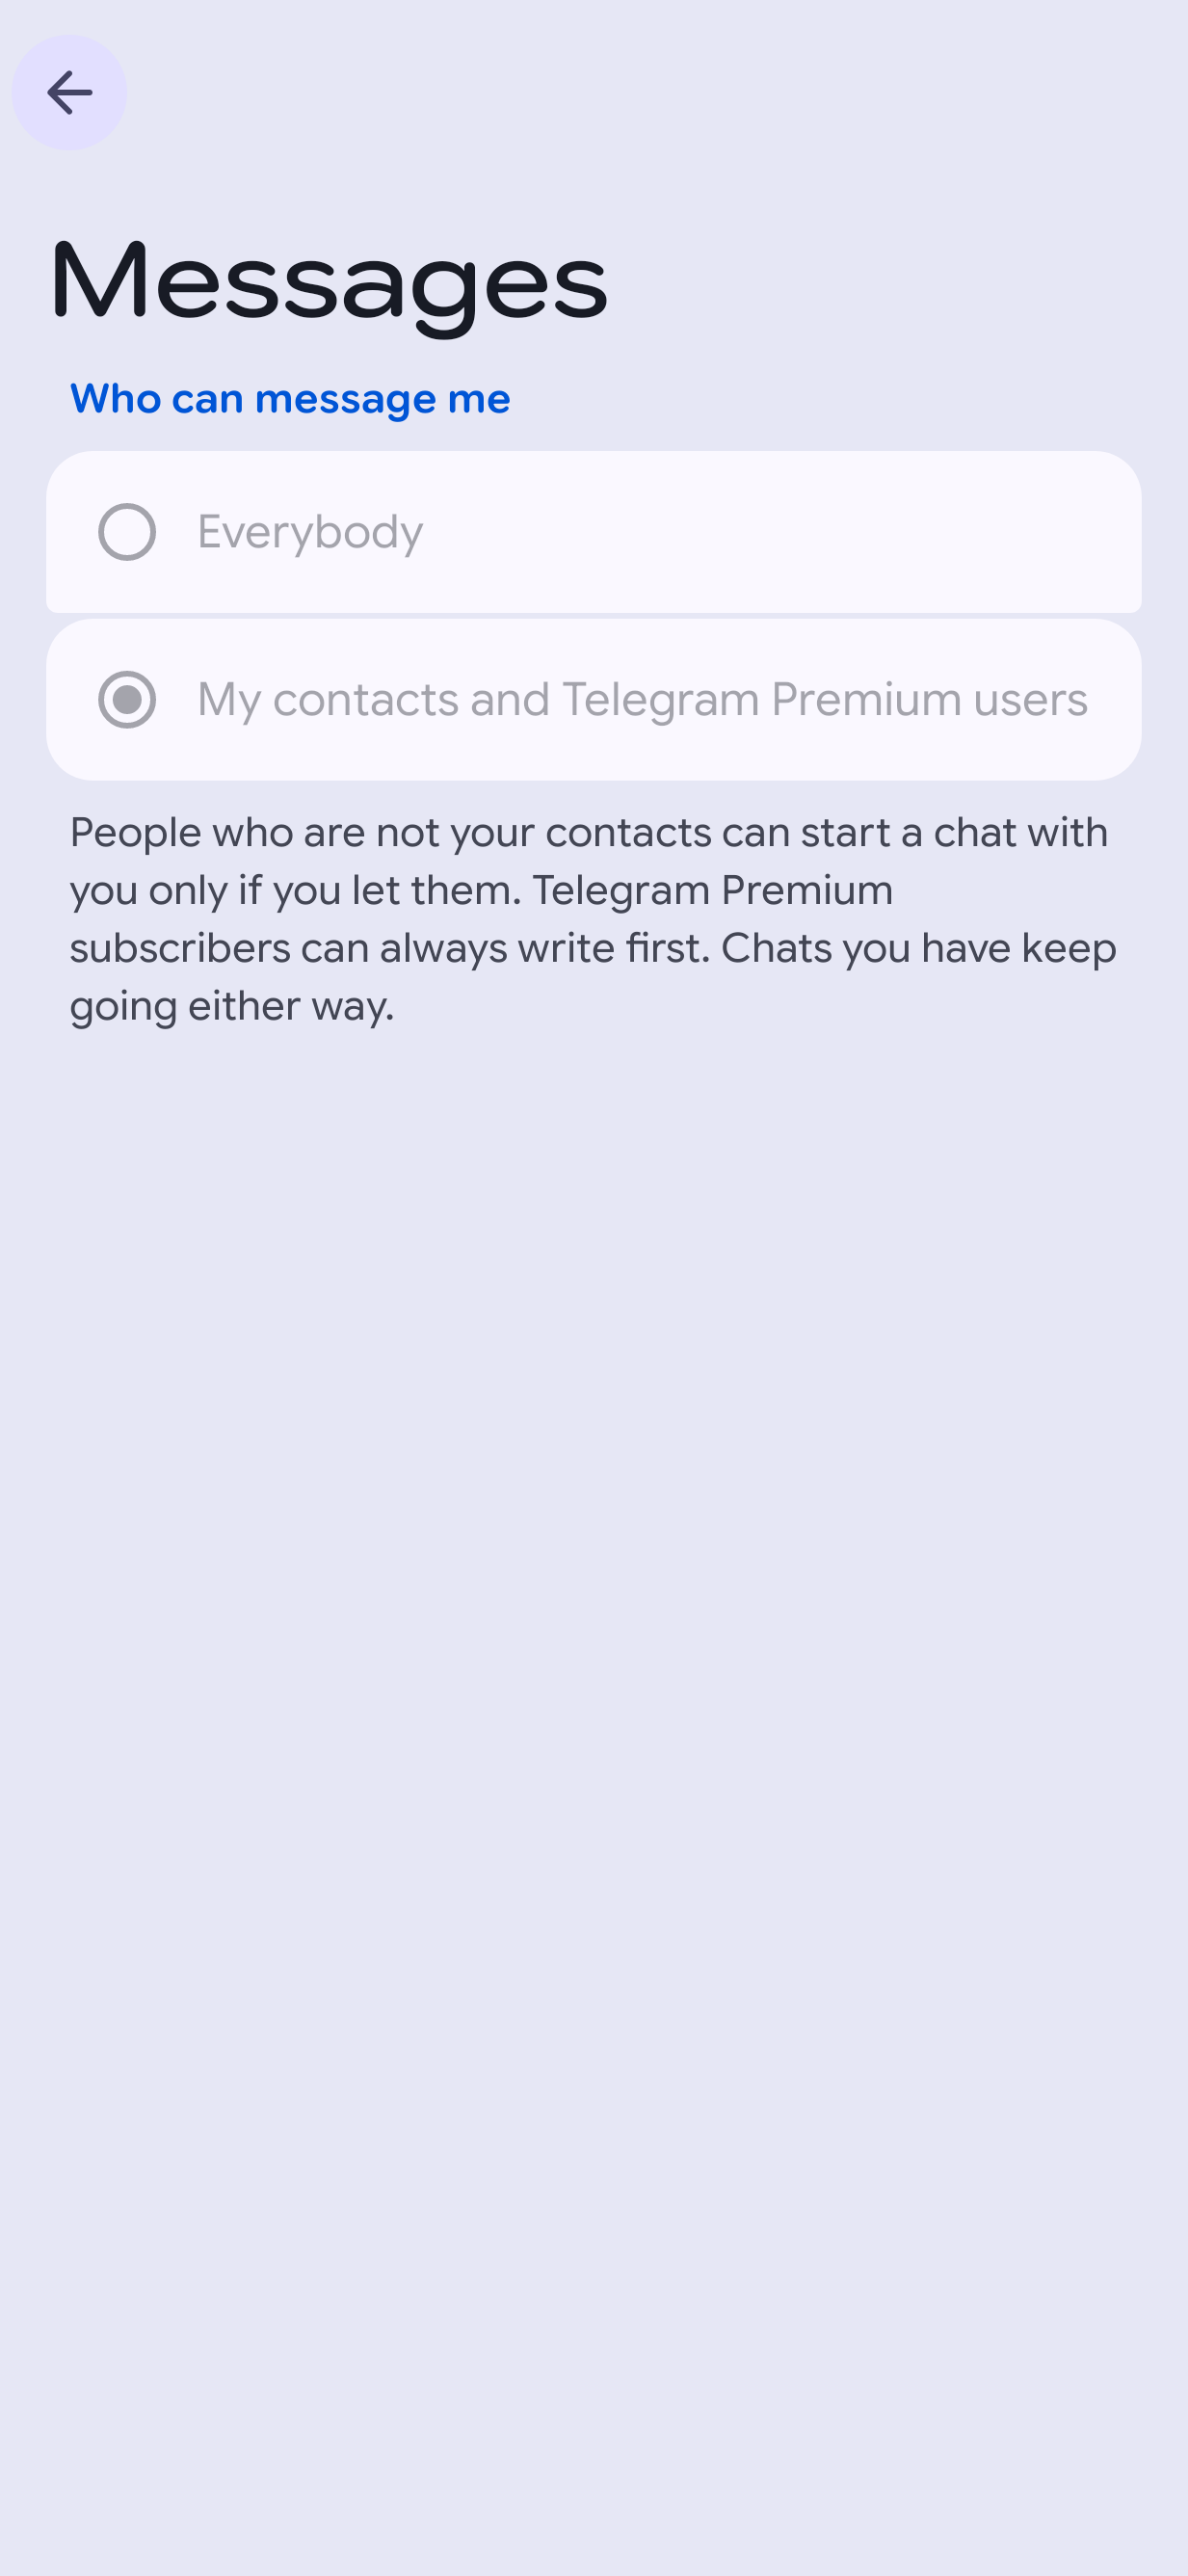 Messages
Who can message me
Everybody
My contacts and Telegram Premium users
People who are not your contacts can start a chat with
you only if you let them. Telegram Premium
subscribers can always write first. Chats you have keep
going either way.